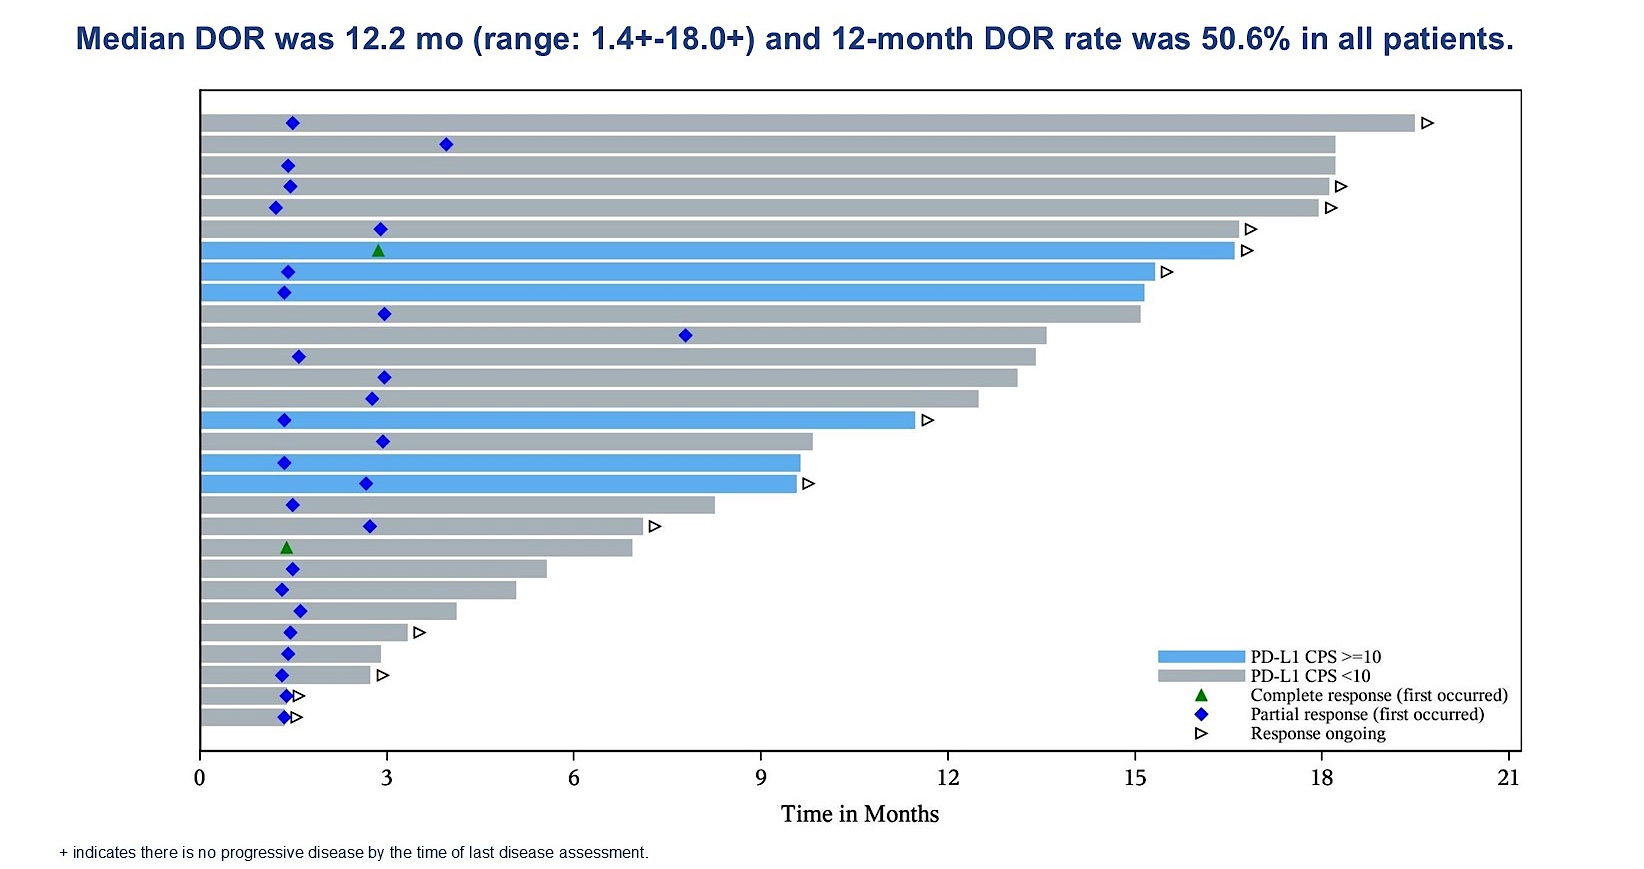 Median DOR was 12.2 mo (range: 1.4+-18.0+) and 12-month DOR rate was 50.6% in all patients.
PD-L1 CPS >=10
PD-L1 CPS <10
Complete response (first occurred)
Partial response (first occurred)
Response ongoing
0 3 6 9 12 15 18 21
Time in Months
+ indicates there is no progressive disease by the time of last disease assessment.